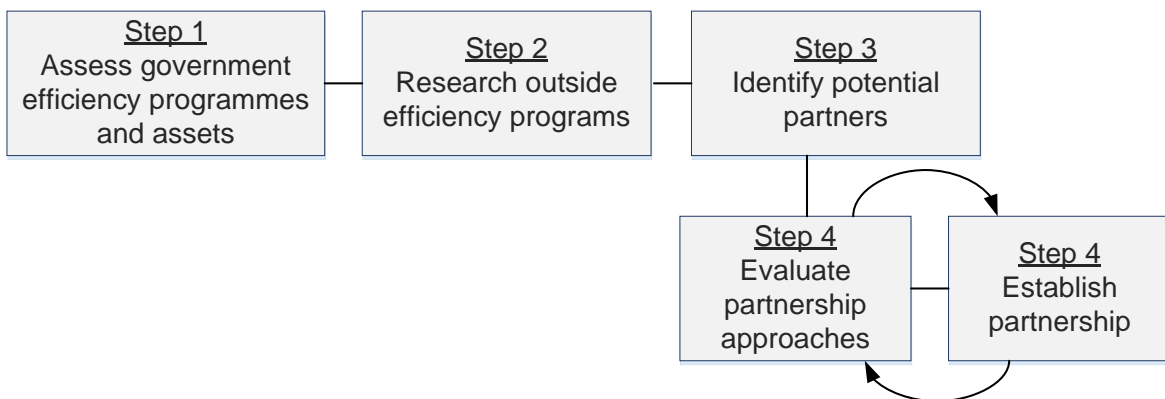 Step 1
Assess government
efficiency programmes
and assets
Step 2
Research outside
efficiency programs
Step 3
Identify potential
partners
Step 4
Evaluate
partnership
approaches
Step 4
Establish
partnership